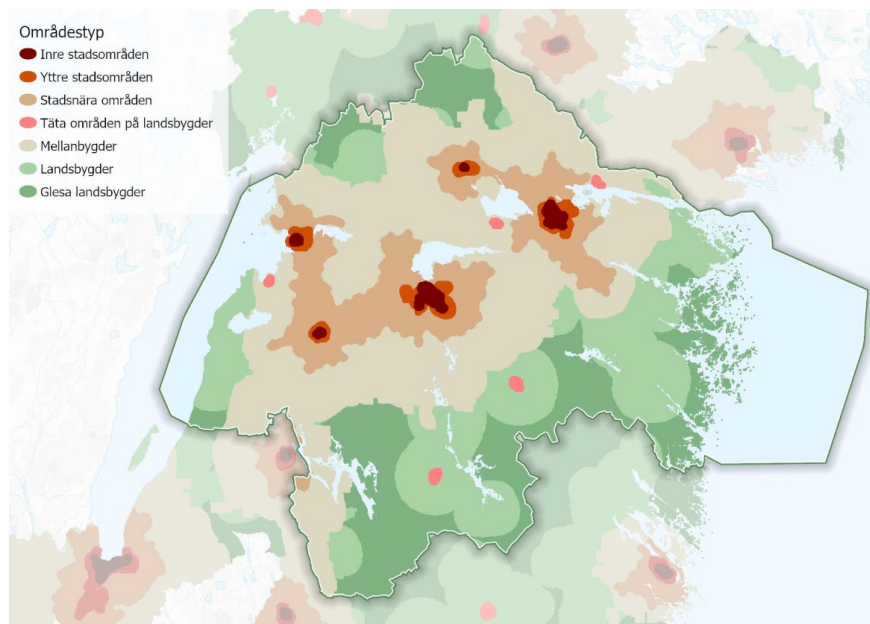 Områdestyp
Inre stadsområden
Yttre stadsområden
Stadsnära områden
Täta områden på landsbygder
Mellanbygder
Landsbygder
Glesa landsbygder